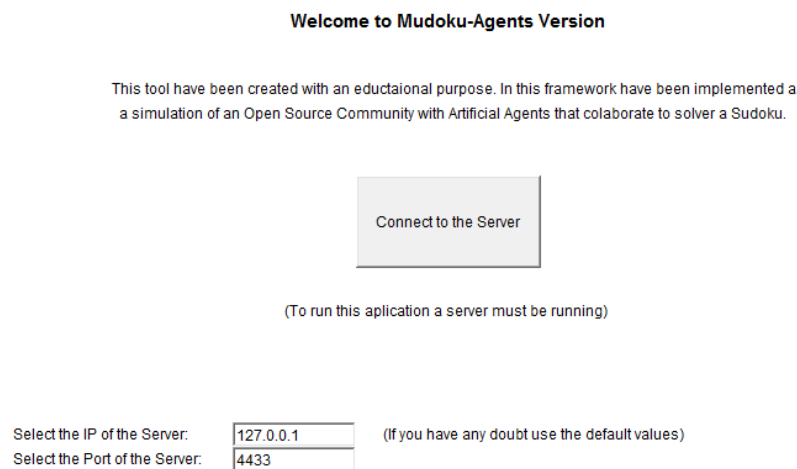 Welcome to Mudoku-Agents Version
This tool have been created with an eductaional purpose. In this framework have been implemented a
a simulation of an Open Source Community with Artificial Agents that colaborate to solver a Sudoku.
Connect to the Server
(To run this aplication a server must be running)
Select the IP of the Server: 127.0.0.1 (If you have any doubt use the default values)
Select the Port of the Server: 4433